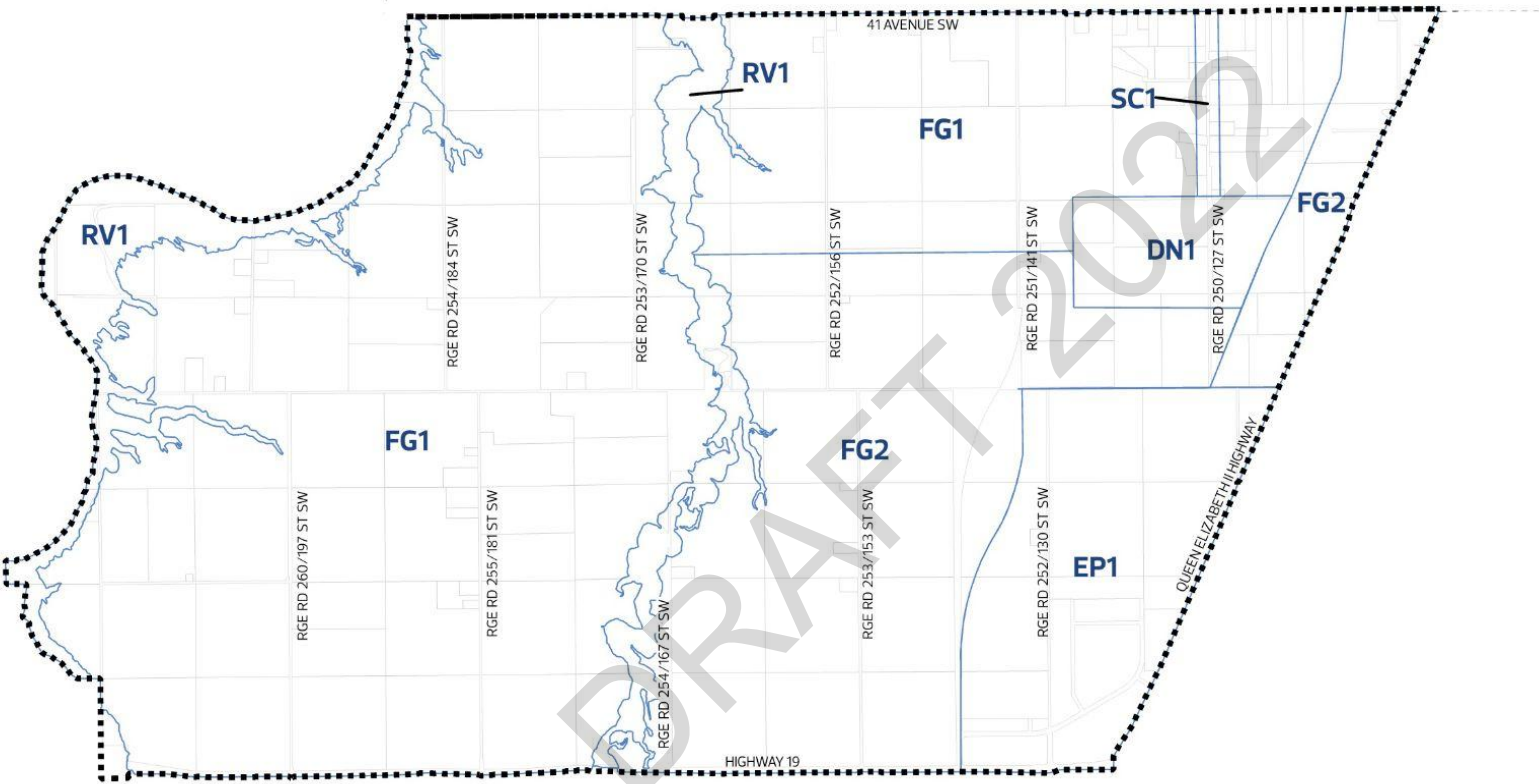 41 AVENUE SW
RV1
SC1
FG1
FG2
RV1
DN1
RGE RD 254/184 ST SW
RGE RD 253/170 ST SW
RGE RD 252/156 ST SW
RGE RD 251/141 ST SW
RGE RD 250/127 ST SW
FG1
FG2
QUEEN ELIZABETH II HIGHWAY
RGE RD 260/197 ST SW
RGE RD 255/181 ST SW
RGE RD 254/167 ST SW
RGE RD 253/153 ST SW
RGE RD 252/130 ST SW
EP1
HIGHWAY 19
DRAFT 2022